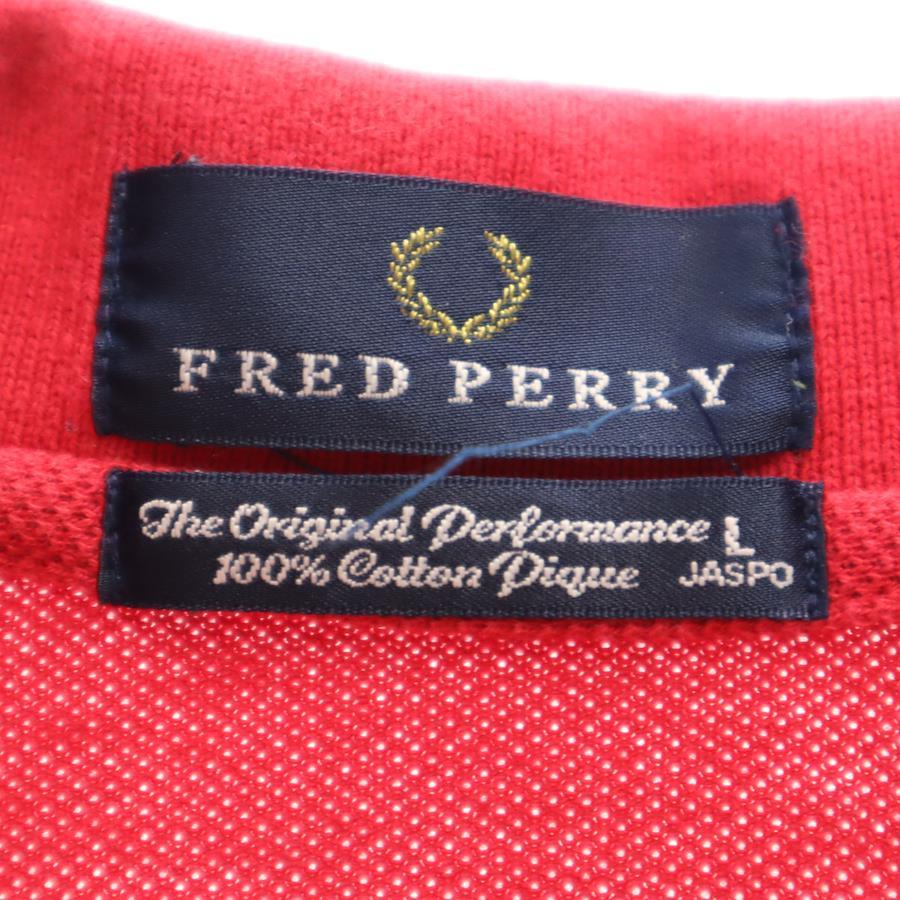 FRED PERRY
The Original Performance L
100% Cotton Pique JASPO